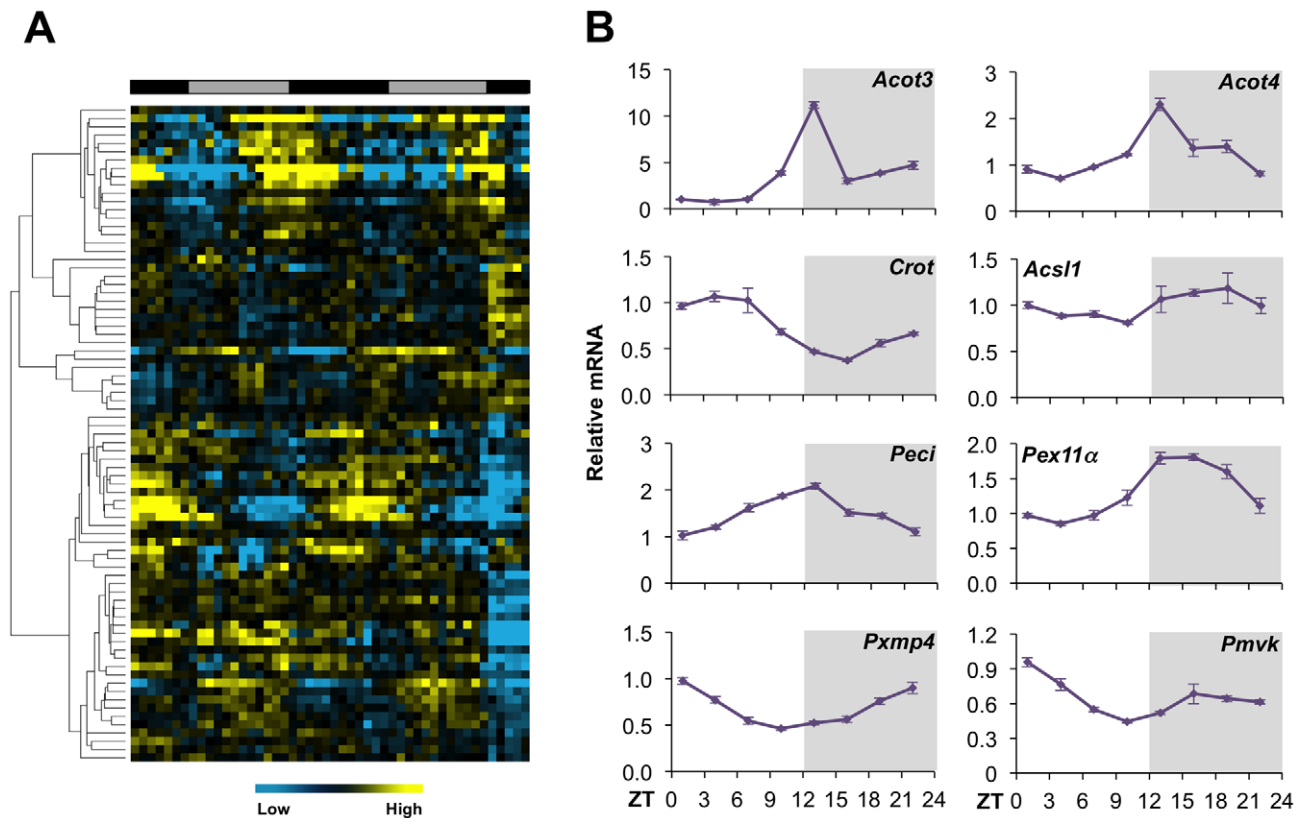 A
Low
High
B
Relative mRNA
Acot3
15
10
5
0
Acot4
3
2
1
0
Crot
1.5
1.0
0.5
0.0
Acsl1
1.5
1.0
0.5
0.0
Peci
3
2
1
0
Pex11α
2.0
1.5
1.0
0.5
0.0
Pxmp4
1.5
1.0
0.5
0.0
ZT 0 3 6 9 12 15 18 21 24
Pmvk
1.2
0.9
0.6
0.3
0
ZT 0 3 6 9 12 15 18 21 24